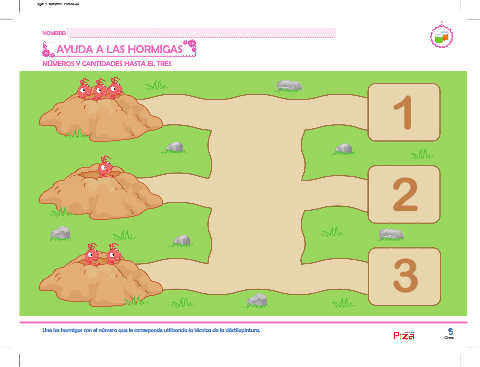 NOMBRE:
AYUDA A LAS HORMIGAS
NÚMEROS Y CANTIDADES HASTA EL TRES
1
2
3
Une las hormigas con el número que le corresponde utilizando la técnica de la dáctilopintura.